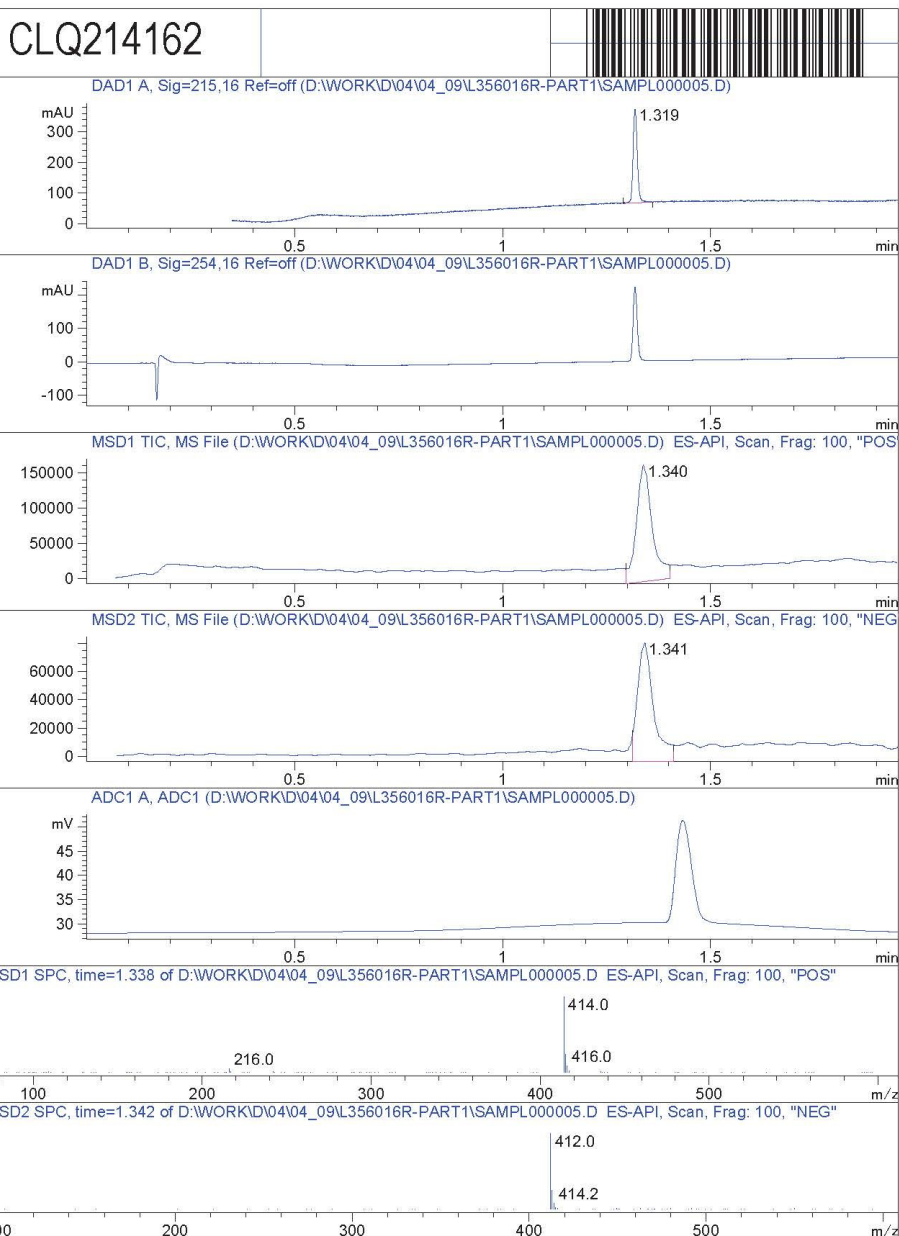 CLQ214162
DAD1 A, Sig=215,16 Ref=off (D:\WORK\D\04\04_09\L356016R-PART1\SAMPL000005.D)
mAU
300
200
100
0
1.319
0.5 1 1.5 min
DAD1 B, Sig=254,16 Ref=off (D:\WORK\D\04\04_09\L356016R-PART1\SAMPL000005.D)
mAU
100
0
-100
0.5 1 1.5 min
MSD1 TIC, MS File (D:\WORK\D\04\04_09\L356016R-PART1\SAMPL000005.D) ES-API, Scan, Frag: 100, "POS"
150000
100000
50000
0
1.340
0.5 1 1.5 min
MSD2 TIC, MS File (D:\WORK\D\04\04_09\L356016R-PART1\SAMPL000005.D) ES-API, Scan, Frag: 100, "NEG
60000
40000
20000
0
1.341
0.5 1 1.5 min
ADC1 A, ADC1 (D:\WORK\D\04\04_09\L356016R-PART1\SAMPL000005.D)
mV
45
40
35
30
0.5 1 1.5 min
SD1 SPC, time=1.338 of D:\WORK\D\04\04_09\L356016R-PART1\SAMPL000005.D ES-API, Scan, Frag: 100, "POS"
414.0
416.0
216.0
100 200 300 400 500 m/z
SD2 SPC, time=1.342 of D:\WORK\D\04\04_09\L356016R-PART1\SAMPL000005.D ES-API, Scan, Frag: 100, "NEG"
412.0
414.2
00 200 300 400 500 m/z